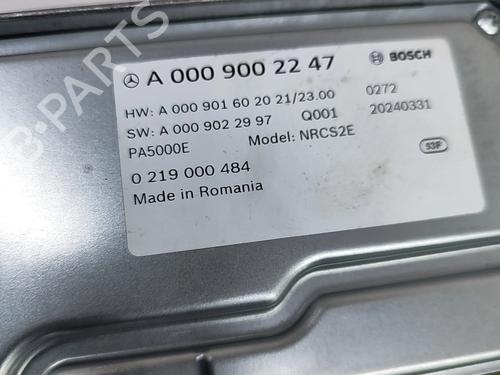 A 000 900 22 47
BOSCH
HW: A 000 901 60 20 21/23.00 0272
SW: A 000 902 29 97 Q001 20240331
PA5000E Model: NRCS2E
53F
0 219 000 484
Made in Romania
B-PARTS